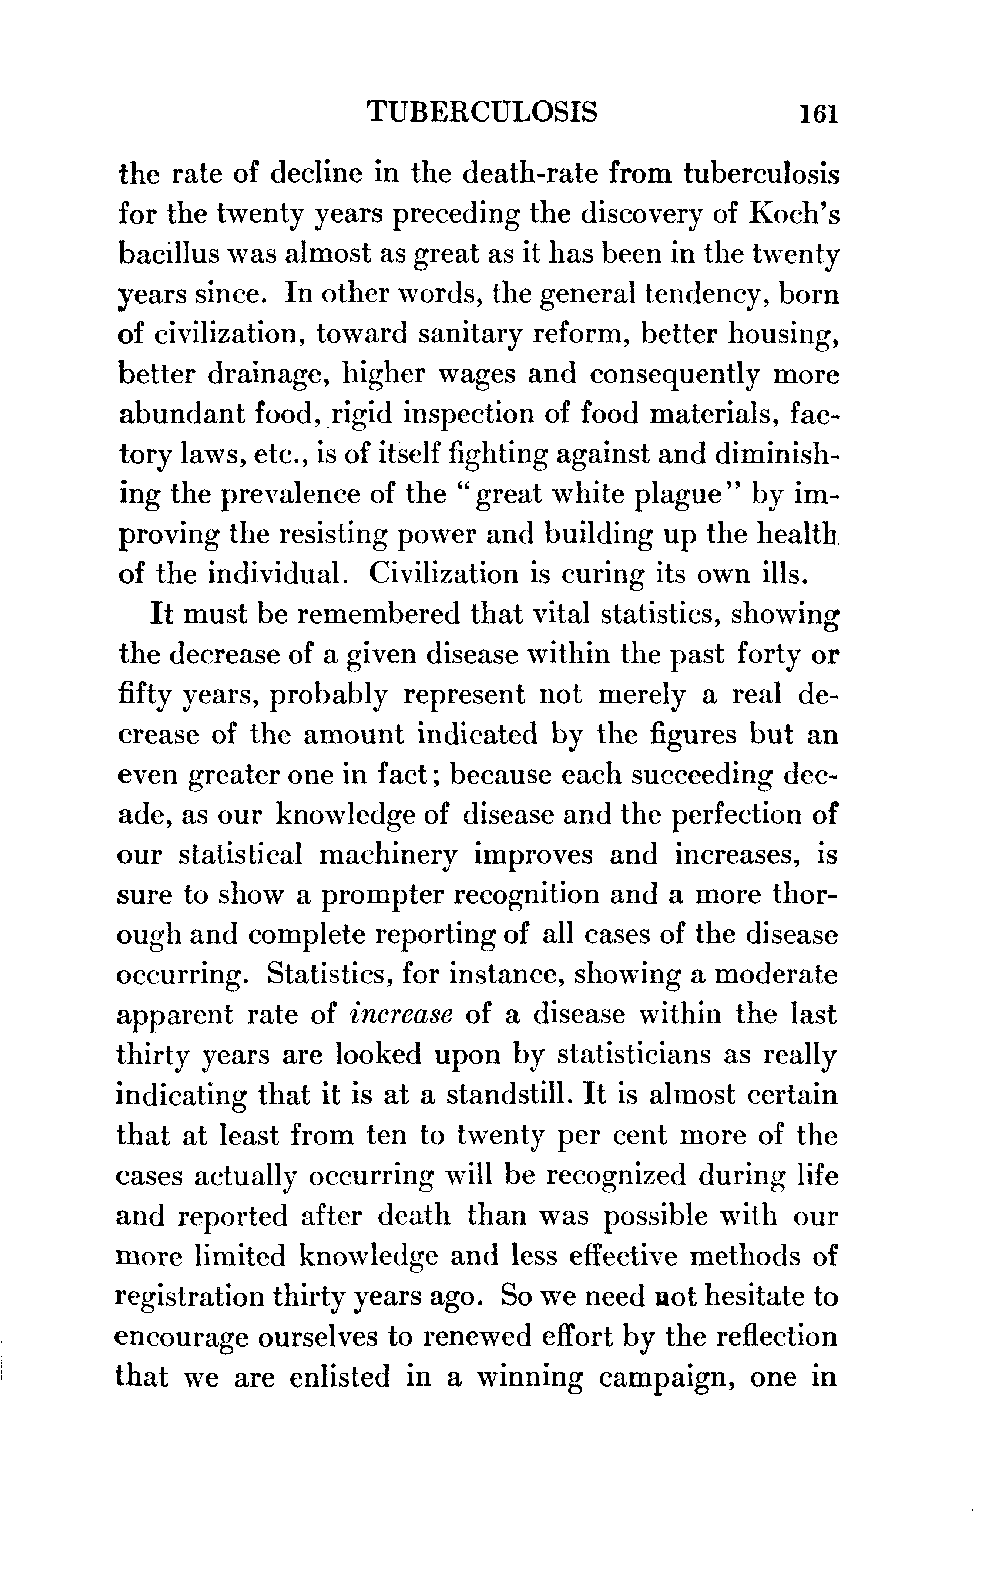 TUBERCULOSIS 161
the rate of decline in the death-rate from tuberculosis
for the twenty years preceding the discovery of Koch's
bacillus was almost as great as it has been in the twenty
years since. In other words, the general tendency, born
of civilization, toward sanitary reform, better housing,
better drainage, higher wages and consequently more
abundant food, rigid inspection of food materials, fac-
tory laws, etc., is of itself fighting against and diminish-
ing the prevalence of the "great white plague" by im-
proving the resisting power and building up the health
of the individual. Civilization is curing its own ills.
It must be remembered that vital statistics, showing
the decrease of a given disease within the past forty or
fifty years, probably represent not merely a real de-
crease of the amount indicated by the figures but an
even greater one in fact; because each succeeding dec-
ade, as our knowledge of disease and the perfection of
our statistical machinery improves and increases, is
sure to show a prompter recognition and a more thor-
ough and complete reporting of all cases of the disease
occurring. Statistics, for instance, showing a moderate
apparent rate of increase of a disease within the last
thirty years are looked upon by statisticians as really
indicating that it is at a standstill. It is almost certain
that at least from ten to twenty per cent more of the
cases actually occurring will be recognized during life
and reported after death than was possible with our
more limited knowledge and less effective methods of
registration thirty years ago. So we need not hesitate to
encourage ourselves to renewed effort by the reflection
that we are enlisted in a winning campaign, one in